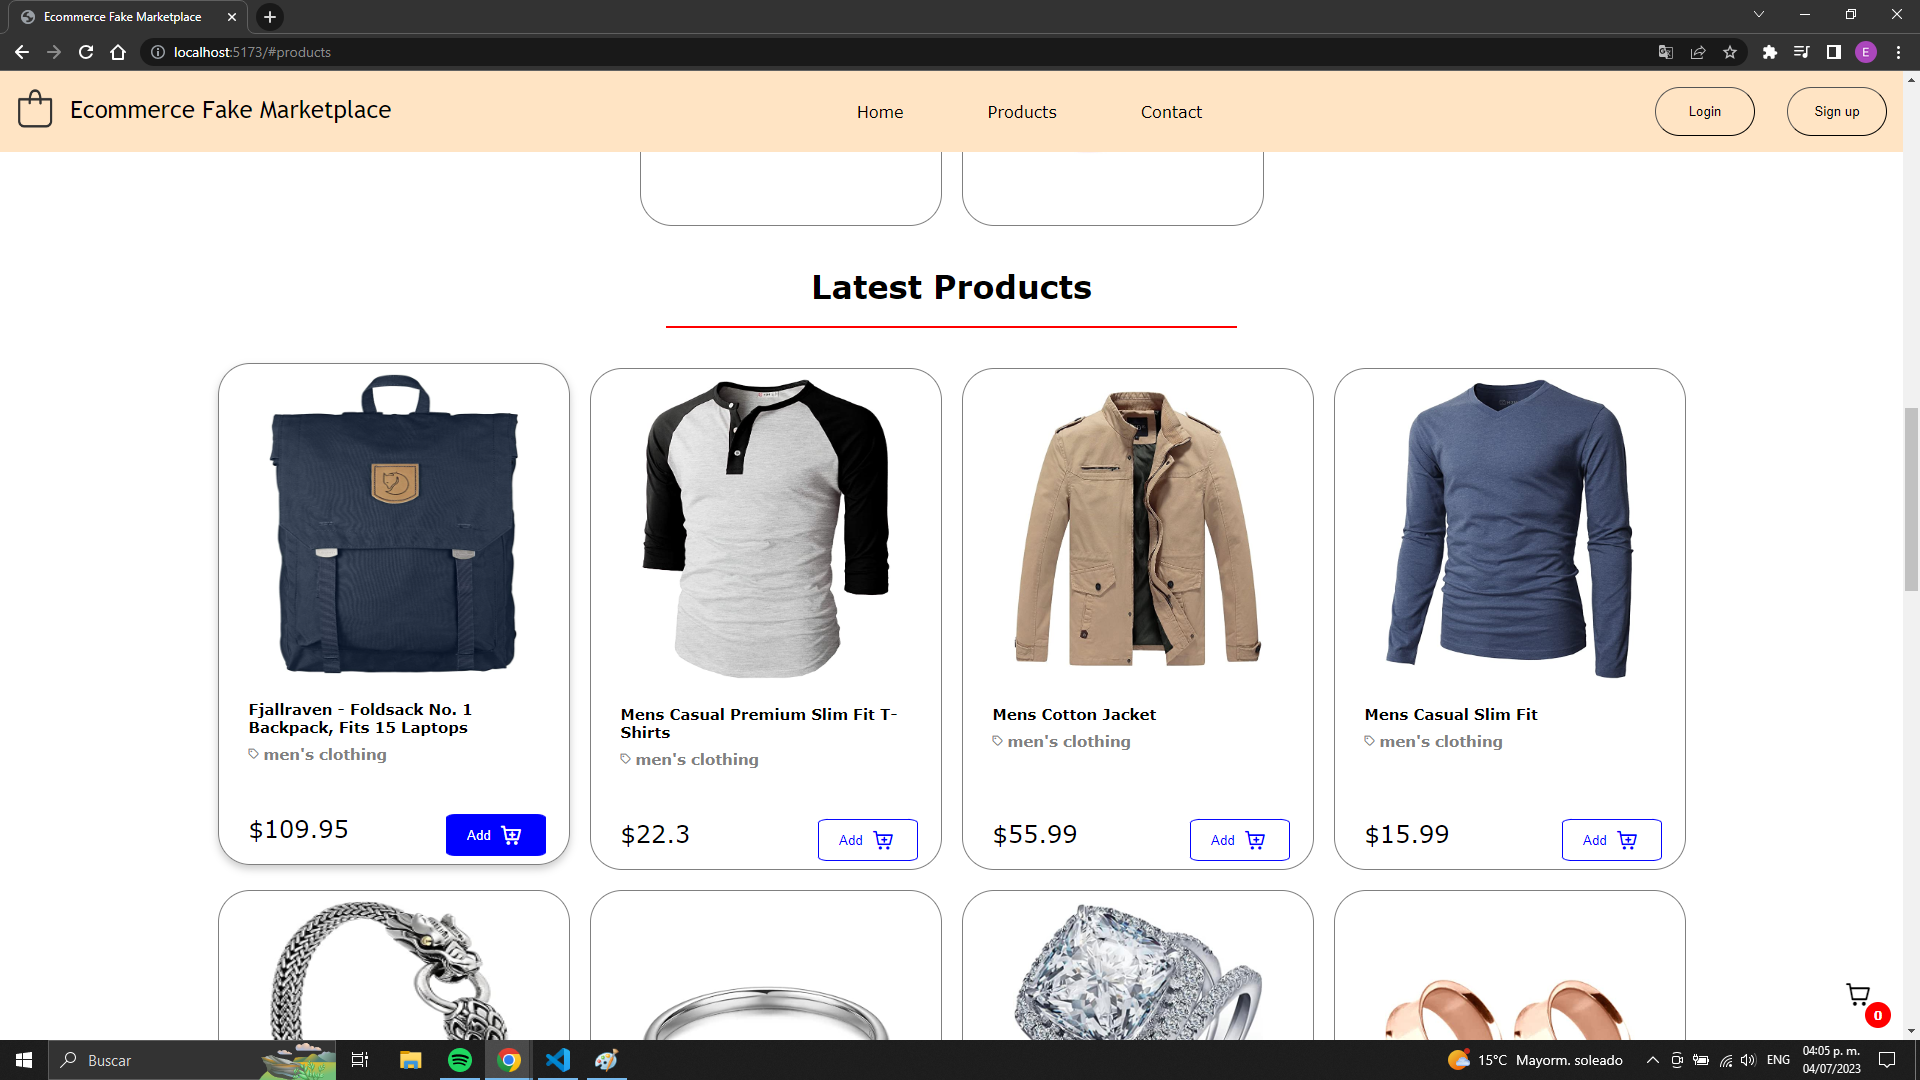 Ecommerce Fake Marketplace
localhost:5173/#products
E
Ecommerce Fake Marketplace
Home
Products
Contact
Login
Sign up
Latest Products
Fjallraven - Foldsack No. 1
Backpack, Fits 15 Laptops
men's clothing
$109.95
Add
Mens Casual Premium Slim Fit T-
Shirts
men's clothing
$22.3
Add
Mens Cotton Jacket
men's clothing
$55.99
Add
Mens Casual Slim Fit
men's clothing
$15.99
Add
0
Buscar
15°C Mayorm. soleado
ENG
04:05 p. m.
04/07/2023